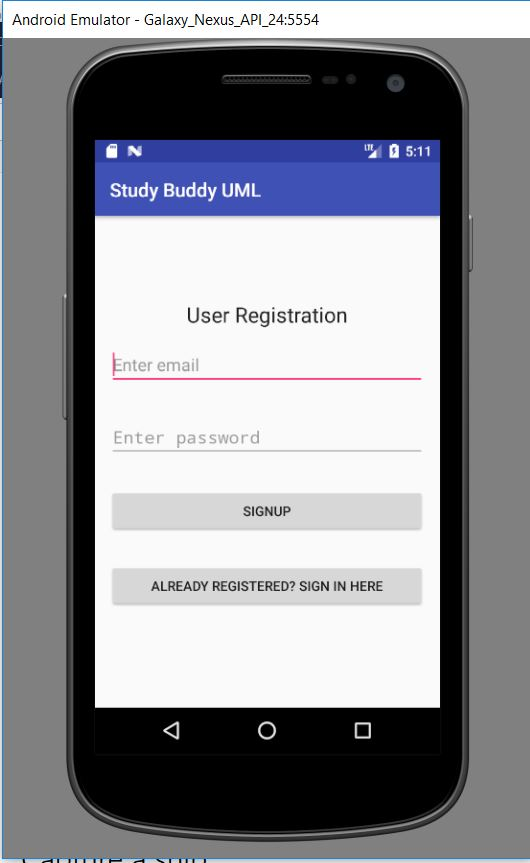 Android Emulator - Galaxy_Nexus_API_24:5554
LTE 5:11
Study Buddy UML
User Registration
Enter email
Enter password
SIGNUP
ALREADY REGISTERED? SIGN IN HERE